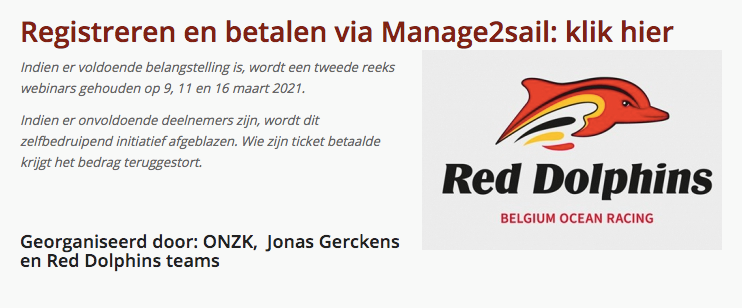 Registreren en betalen via Manage2sail: klik hier
Indien er voldoende belangstelling is, wordt een tweede reeks
webinars gehouden op 9, 11 en 16 maart 2021.
Indien er onvoldoende deelnemers zijn, wordt dit
zelfbedruipend initiatief afgeblazen. Wie zijn ticket betaalde
krijgt het bedrag teruggestort.
Georganiseerd door: ONZK, Jonas Gerckens
en Red Dolphins teams
Red Dolphins
BELGIUM OCEAN RACING